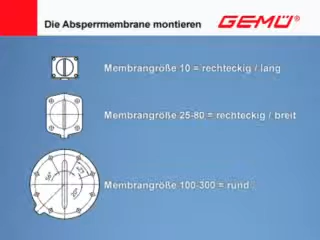 Die Absperrmembrane montieren
GEMÜ®
Membrangröße 10 = rechteckig / lang
Membrangröße 25-80 = rechteckig / breit
Membrangröße 100-300 = rund